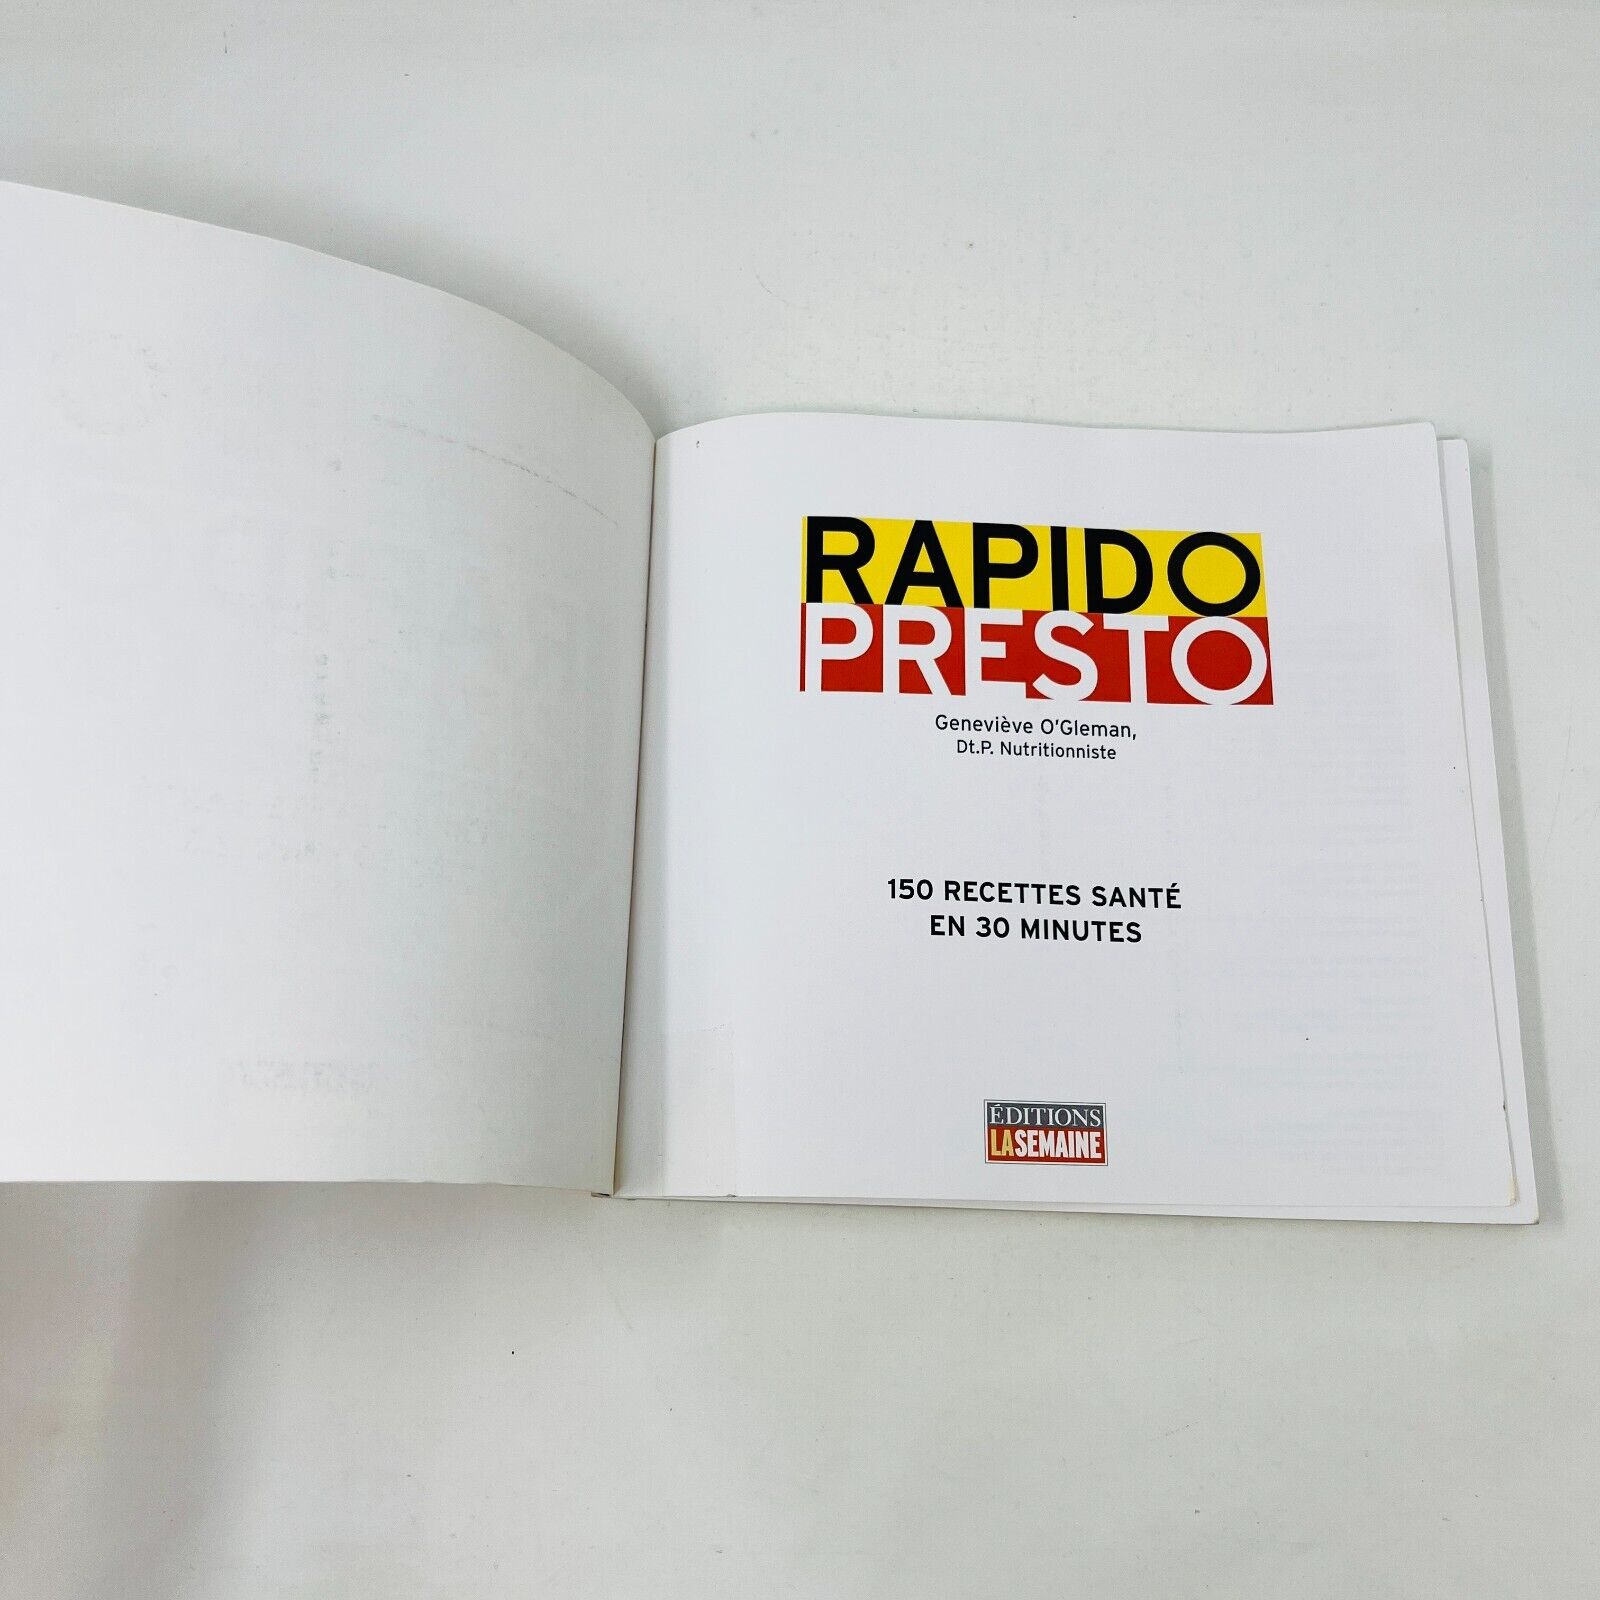 RAPIDO
PRESTO
Geneviève O'Gleman,
Dt.P. Nutritionniste
150 RECETTES SANTÉ
EN 30 MINUTES
ÉDITIONS
LASEMAINE